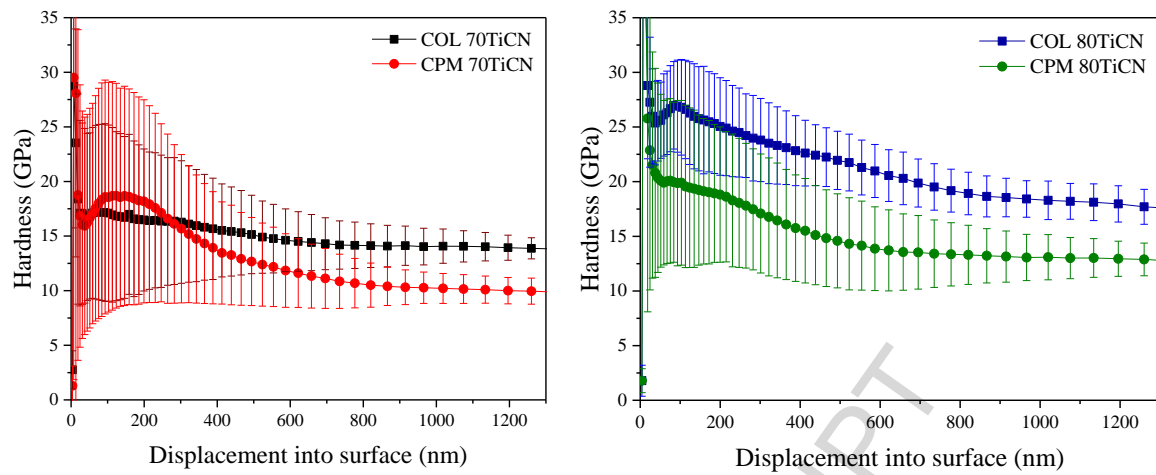 35
30
25
20
15
10
5
0
Hardness (GPa)
COL 70TiCN
CPM 70TiCN
0 200 400 600 800 1000 1200
Displacement into surface (nm)
35
30
25
20
15
10
5
0
Hardness (GPa)
COL 80TiCN
CPM 80TiCN
0 200 400 600 800 1000 1200
Displacement into surface (nm)
IPT